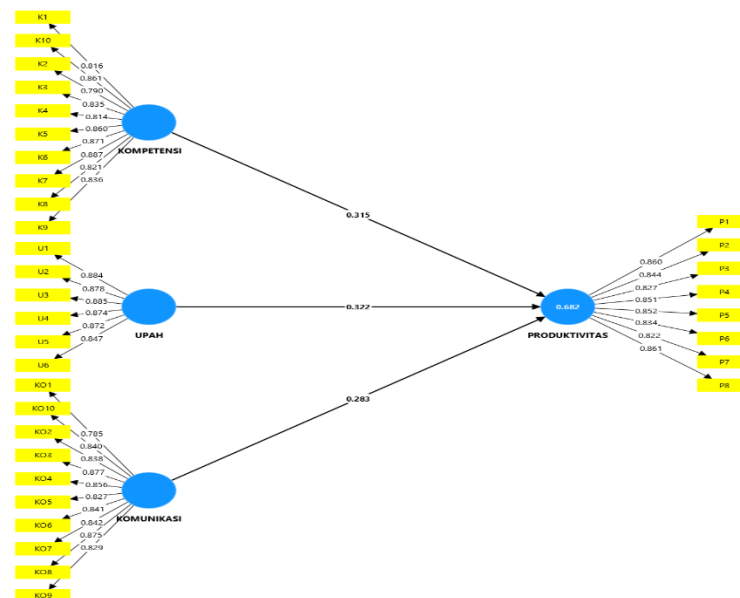 K1
K10
K2
K3
K4
K5
K6
K7
K8
K9
0.816
0.861
0.790
0.835
0.814
0.860
0.871
0.887
0.821
0.836
KOMPETENSI
U1
U2
U3
U4
U5
U6
0.884
0.878
0.885
0.874
0.872
0.847
UPAH
KO1
KO10
KO2
KO3
KO4
KO5
KO6
KO7
KO8
KO9
0.785
0.840
0.838
0.877
0.856
0.827
0.841
0.842
0.875
0.829
KOMUNIKASI
0.315
0.322
0.283
0.682
PRODUKTIVITAS
0.860
0.844
0.827
0.851
0.852
0.834
0.822
0.861
P1
P2
P3
P4
P5
P6
P7
P8